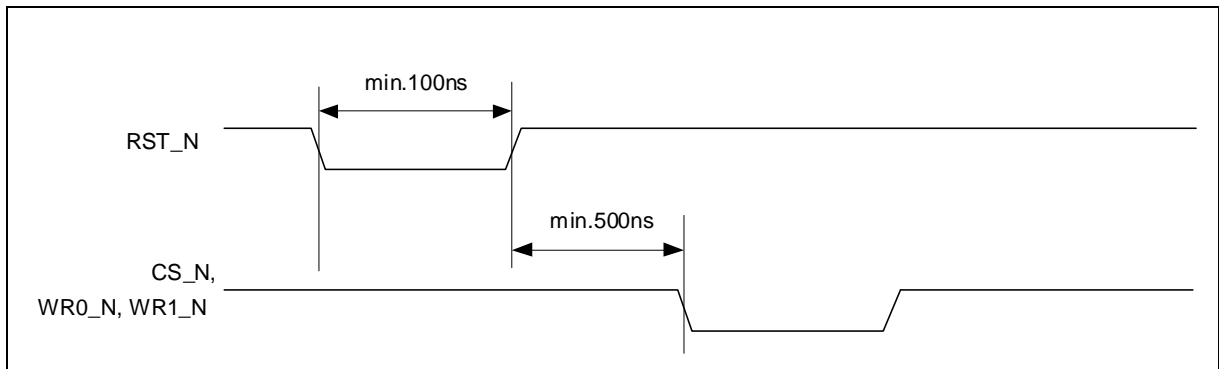 min.100ns
RST_N
min.500ns
CS_N,
WR0_N, WR1_N